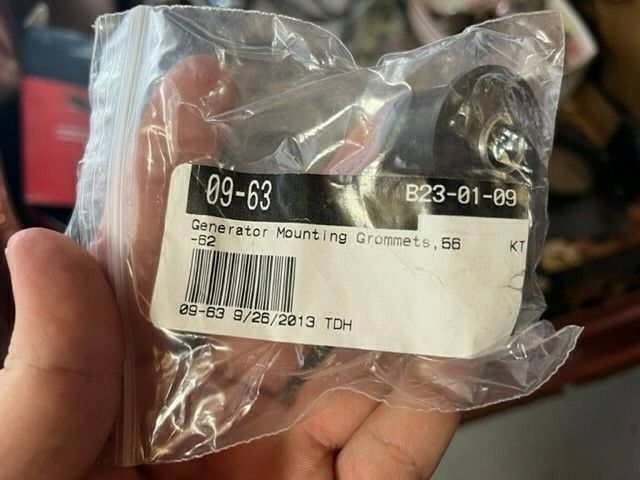 09-63 B23-01-09
Generator Mounting Grommets,56 KT
-62
09-63 9/26/2013 TDH